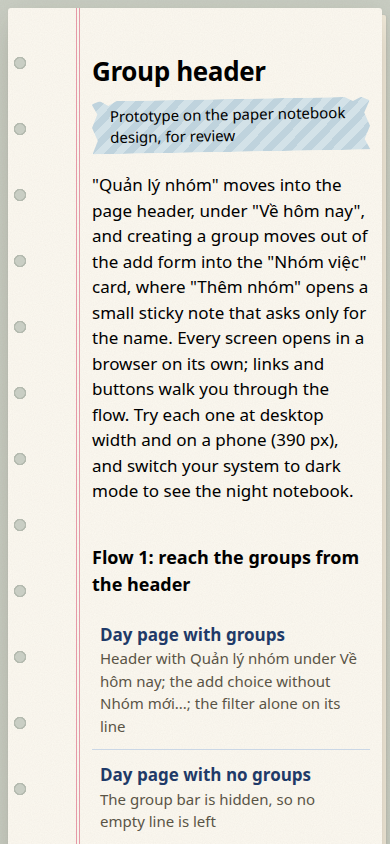 Group header
Prototype on the paper notebook
design, for review
"Quản lý nhóm" moves into the
page header, under "Về hôm nay",
and creating a group moves out of
the add form into the "Nhóm việc"
card, where "Thêm nhóm" opens a
small sticky note that asks only for
the name. Every screen opens in a
browser on its own; links and
buttons walk you through the
flow. Try each one at desktop
width and on a phone (390 px),
and switch your system to dark
mode to see the night notebook.
Flow 1: reach the groups from
the header
Day page with groups
Header with Quản lý nhóm under Về
hôm nay; the add choice without
Nhóm mới...; the filter alone on its
line
Day page with no groups
The group bar is hidden, so no
empty line is left